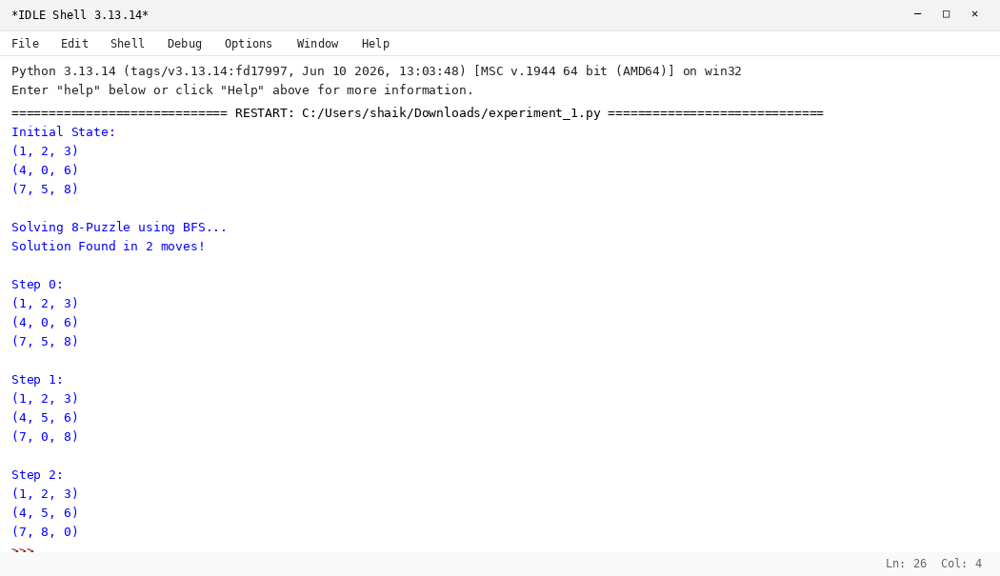 *IDLE Shell 3.13.14*
File Edit Shell Debug Options Window Help
Python 3.13.14 (tags/v3.13.14:fd17997, Jun 10 2026, 13:03:48) [MSC v.1944 64 bit (AMD64)] on win32
Enter "help" below or click "Help" above for more information.
============================= RESTART: C:/Users/shaik/Downloads/experiment_1.py =============================
Initial State:
(1, 2, 3)
(4, 0, 6)
(7, 5, 8)
Solving 8-Puzzle using BFS...
Solution Found in 2 moves!
Step 0:
(1, 2, 3)
(4, 0, 6)
(7, 5, 8)
Step 1:
(1, 2, 3)
(4, 5, 6)
(7, 0, 8)
Step 2:
(1, 2, 3)
(4, 5, 6)
(7, 8, 0)
>>>
Ln: 26 Col: 4